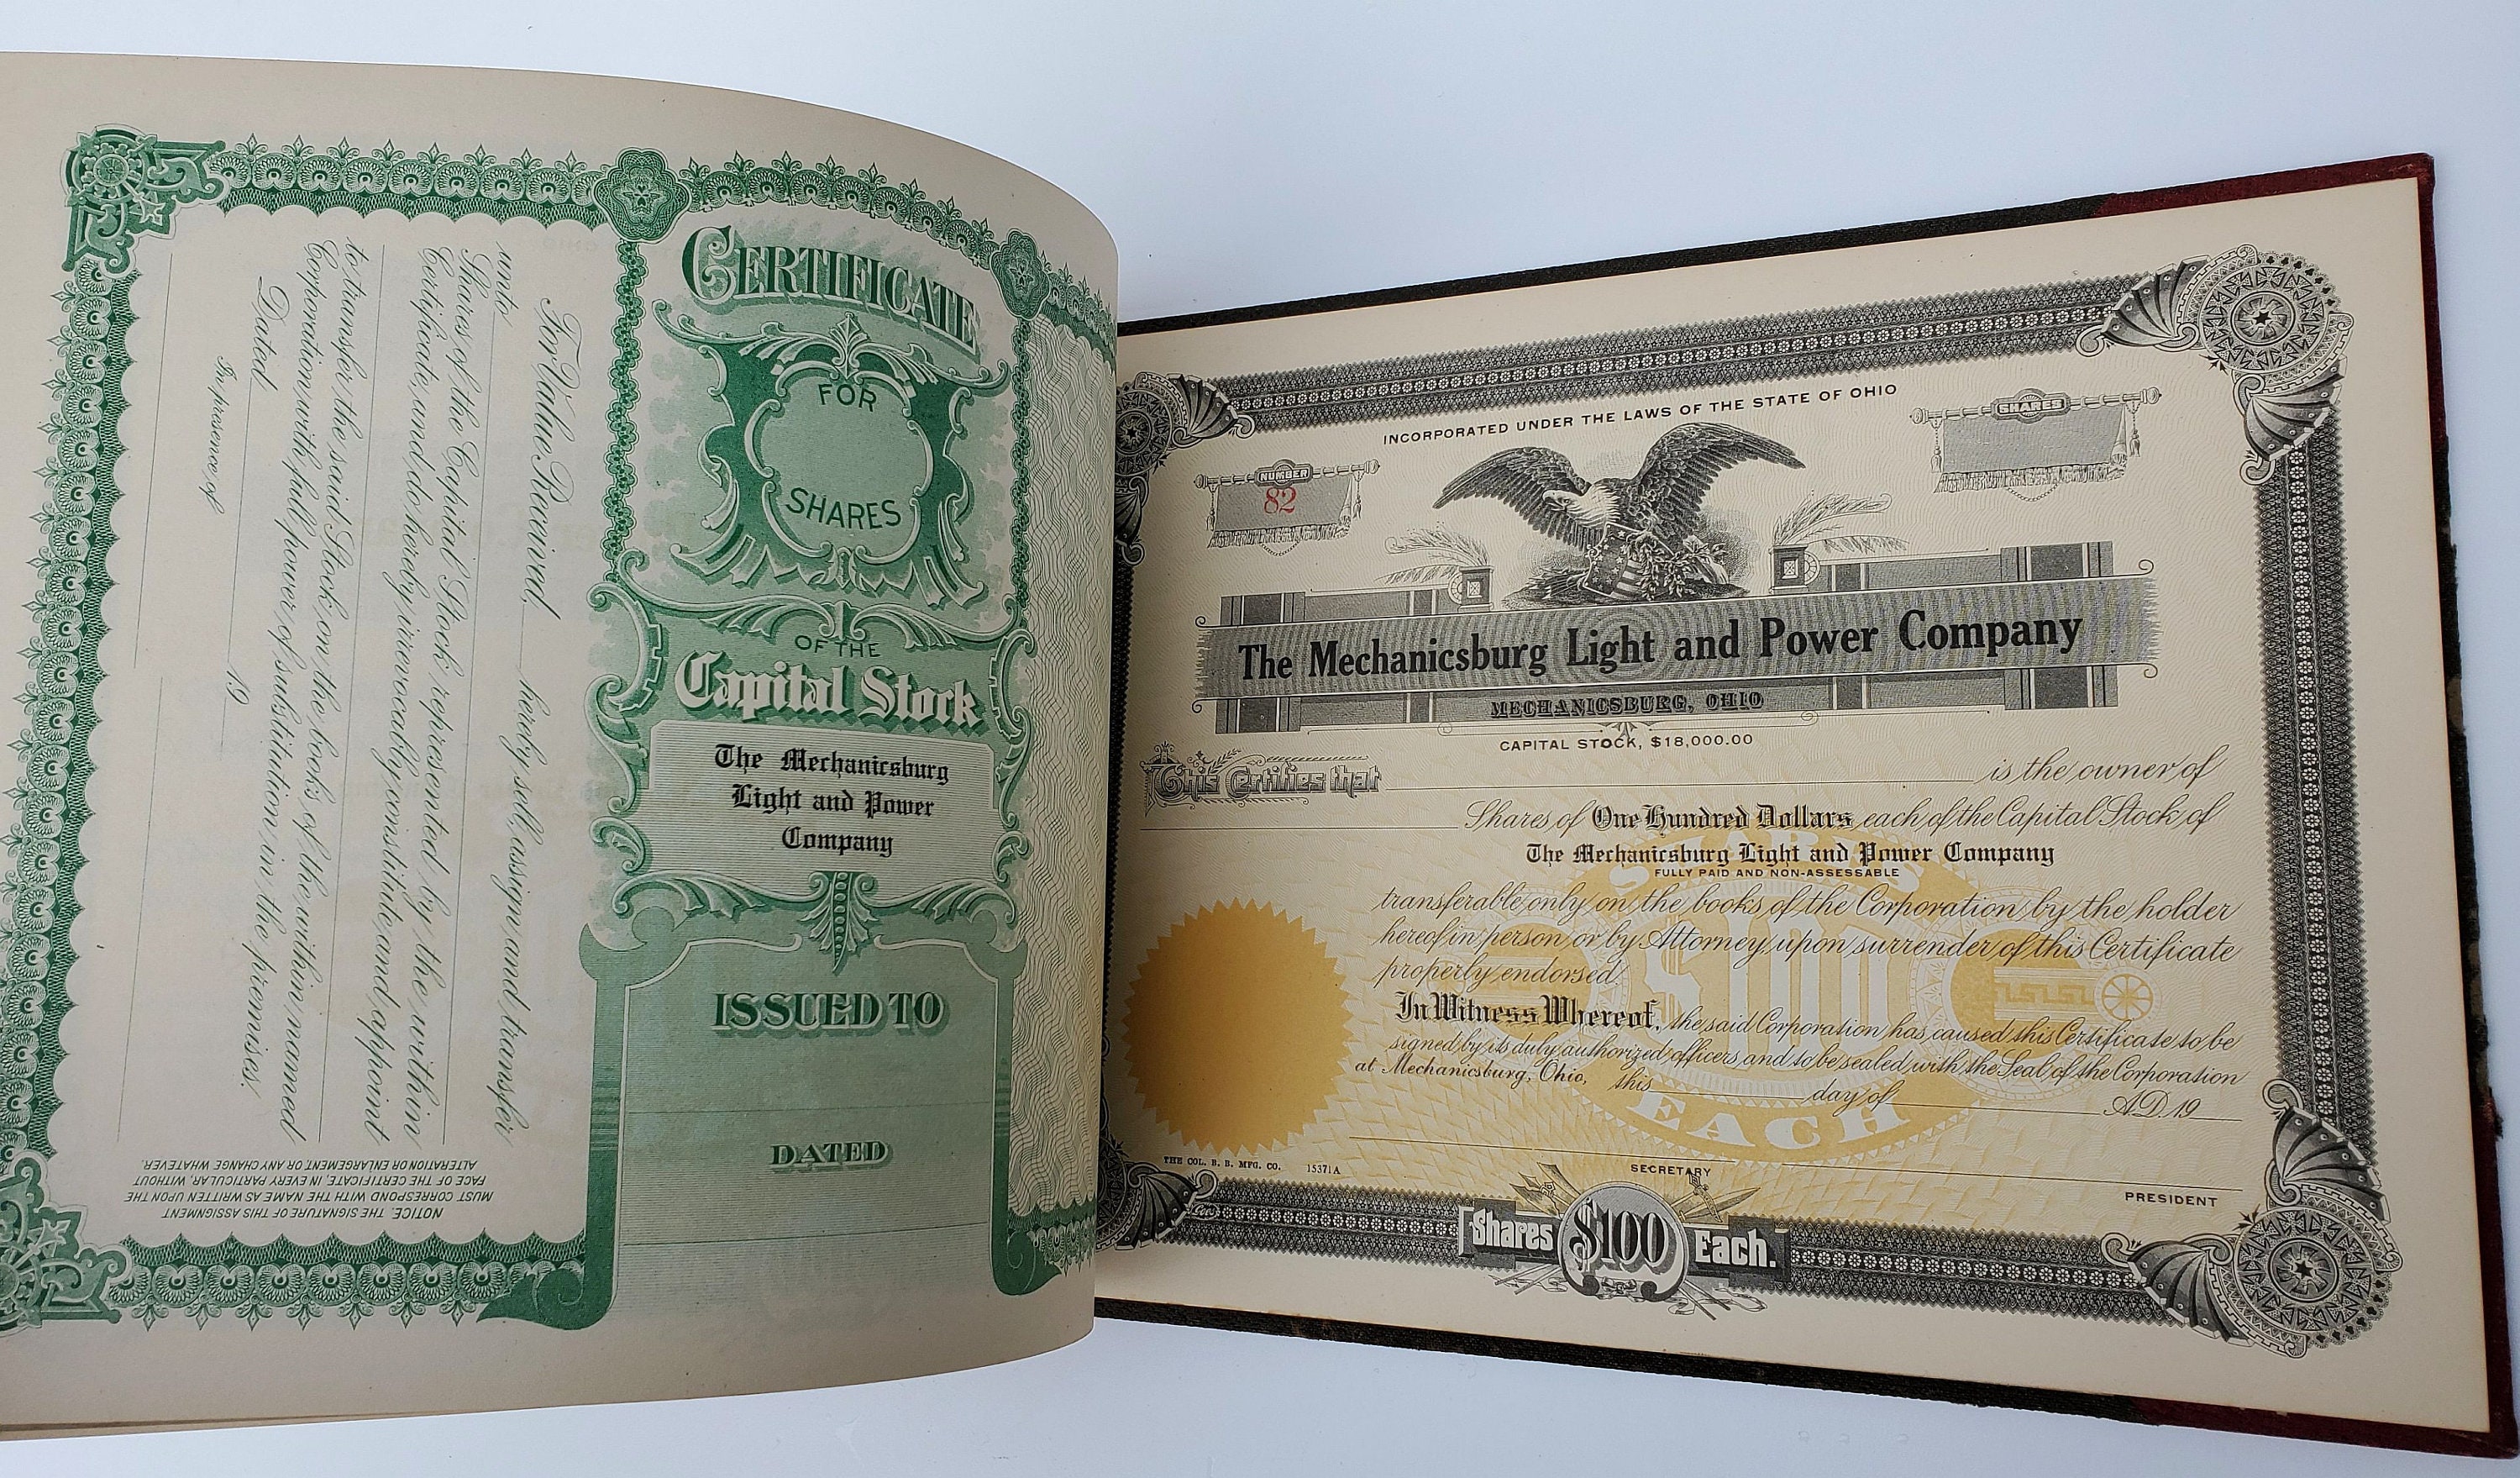 CERTIFICATE
FOR
SHARES
OF THE
Capital Stock
The Mechanicsburg
Light and Power
Company
ISSUED TO
DATED
For Value Received, hereby sell, assign and transfer
unto
Shares of the Capital Stock represented by the within
Certificate, and do hereby irrevocably constitute and appoint
to transfer the said Stock on the books of the within named
Corporation with full power of substitution in the premises.
Dated 19
In presence of
NOTICE. THE SIGNATURE OF THIS ASSIGNMENT
MUST CORRESPOND WITH THE NAME AS WRITTEN UPON THE
FACE OF THE CERTIFICATE, IN EVERY PARTICULAR, WITHOUT
ALTERATION OR ENLARGEMENT, OR ANY CHANGE WHATEVER.
INCORPORATED UNDER THE LAWS OF THE STATE OF OHIO
NUMBER
82
SHARES
The Mechanicsburg Light and Power Company
MECHANICSBURG, OHIO
CAPITAL STOCK, $18,000.00
This Certifies that is the owner of
Shares of One Hundred Dollars each of the Capital Stock of
The Mechanicsburg Light and Power Company
FULLY PAID AND NON-ASSESSABLE
transferable only on the books of the Corporation by the holder
hereof in person or by Attorney upon surrender of this Certificate
properly endorsed.
In Witness Whereof, the said Corporation has caused this Certificate to be
signed by its duly authorized officers and to be sealed with the Seal of the Corporation
at Mechanicsburg, Ohio, this day of A.D. 19
SHARES
$100
EACH
THE COL. B. B. MFG. CO. 15371A
SECRETARY
PRESIDENT
Shares $100 Each.